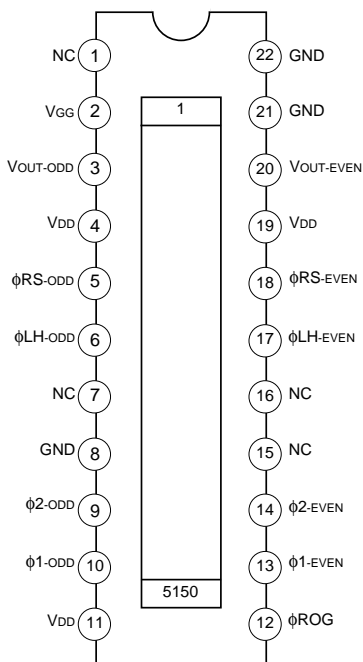 NC 1 22 GND
VGG 2 1 21 GND
VOUT-ODD 3 20 VOUT-EVEN
VDD 4 19 VDD
ϕRS-ODD 5 18 ϕRS-EVEN
ϕLH-ODD 6 17 ϕLH-EVEN
NC 7 16 NC
GND 8 15 NC
ϕ2-ODD 9 14 ϕ2-EVEN
ϕ1-ODD 10 13 ϕ1-EVEN
5150
VDD 11 12 ϕROG